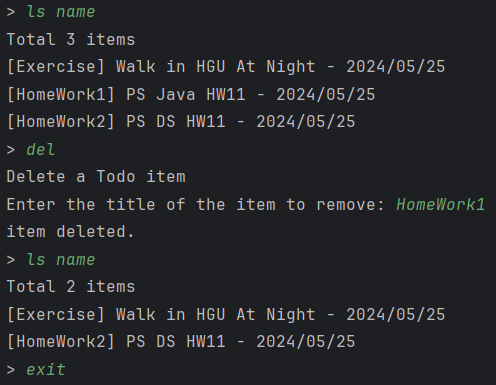 > ls name
Total 3 items
[Exercise] Walk in HGU At Night - 2024/05/25
[HomeWork1] PS Java HW11 - 2024/05/25
[HomeWork2] PS DS HW11 - 2024/05/25
> del
Delete a Todo item
Enter the title of the item to remove: HomeWork1
item deleted.
> ls name
Total 2 items
[Exercise] Walk in HGU At Night - 2024/05/25
[HomeWork2] PS DS HW11 - 2024/05/25
> exit